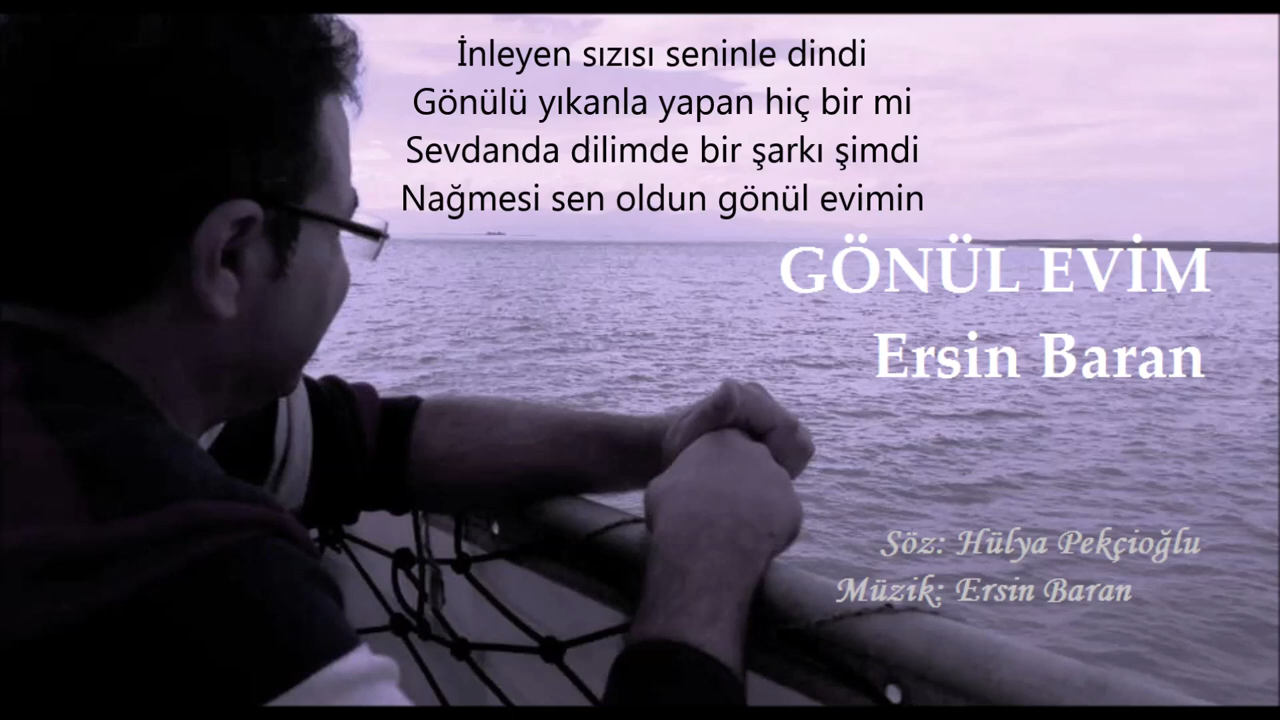 İnleyen sızısı seninle dindi
Gönülü yıkanla yapan hiç bir mi
Sevdanda dilimde bir şarkı şimdi
Nağmesi sen oldun gönül evimin
GÖNÜL EVİM
Ersin Baran
Söz: Hülya Pekçioğlu
Müzik: Ersin Baran